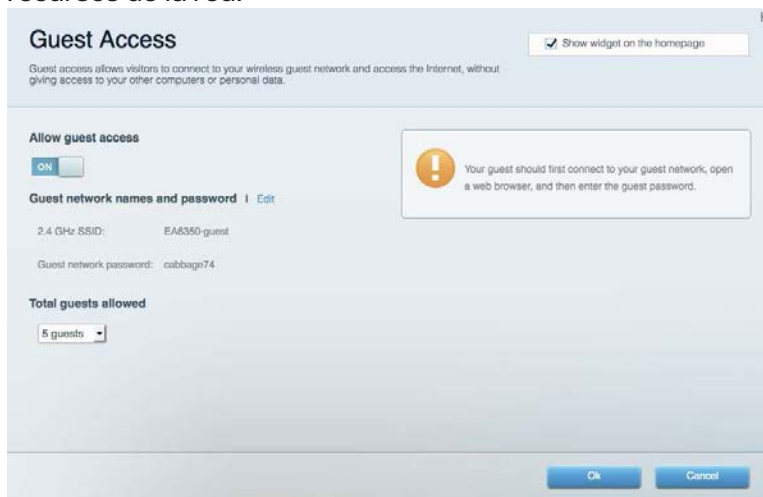 Guest Access
Show widget on the homepage
Guest access allows visitors to connect to your wireless guest network and access the Internet, without
giving access to your other computers or personal data.
Allow guest access
ON
Your guest should first connect to your guest network, open
a web browser, and then enter the guest password.
Guest network names and password | Edit
2.4 GHz SSID: EA6350-guest
Guest network password: cabbage74
Total guests allowed
5 guests
Ok Cancel